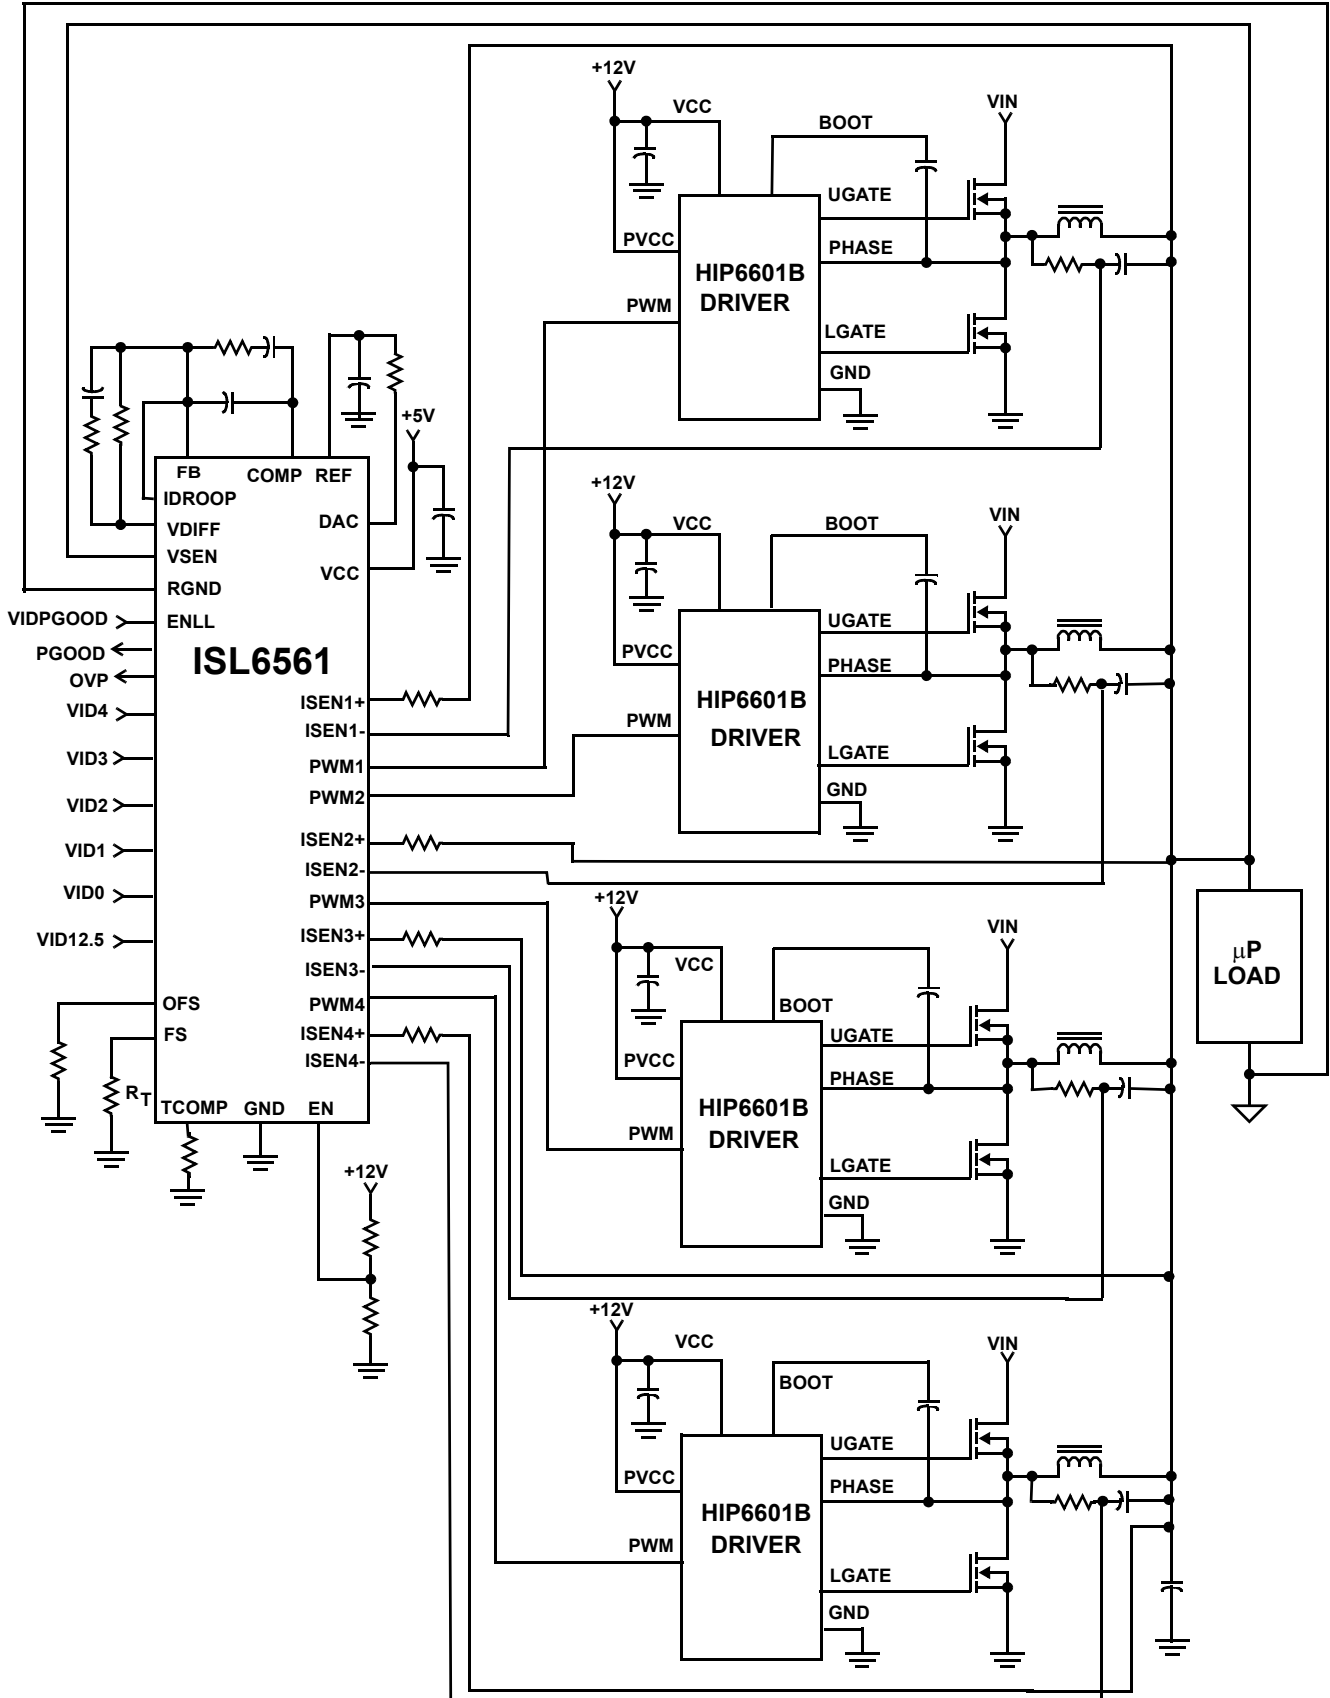 +12V
VCC
BOOT
VIN
UGATE
PVCC
PHASE
HIP6601B
DRIVER
PWM
LGATE
GND
+5V
FB
COMP
REF
IDROOP
DAC
VDIFF
VSEN
VCC
RGND
VIDPGOOD
ENLL
PGOOD
OVP
ISL6561
VID4
ISEN1+
ISEN1-
VID3
PWM1
PWM2
VID2
VID1
ISEN2+
ISEN2-
VID0
PWM3
VID12.5
ISEN3+
ISEN3-
OFS
PWM4
FS
ISEN4+
ISEN4-
RT
TCOMP
GND
EN
+12V
+12V
VCC
BOOT
VIN
UGATE
PVCC
PHASE
HIP6601B
DRIVER
PWM
LGATE
GND
+12V
VCC
BOOT
VIN
UGATE
PVCC
PHASE
HIP6601B
DRIVER
PWM
LGATE
GND
μP
LOAD
+12V
VCC
BOOT
VIN
UGATE
PVCC
PHASE
HIP6601B
DRIVER
PWM
LGATE
GND